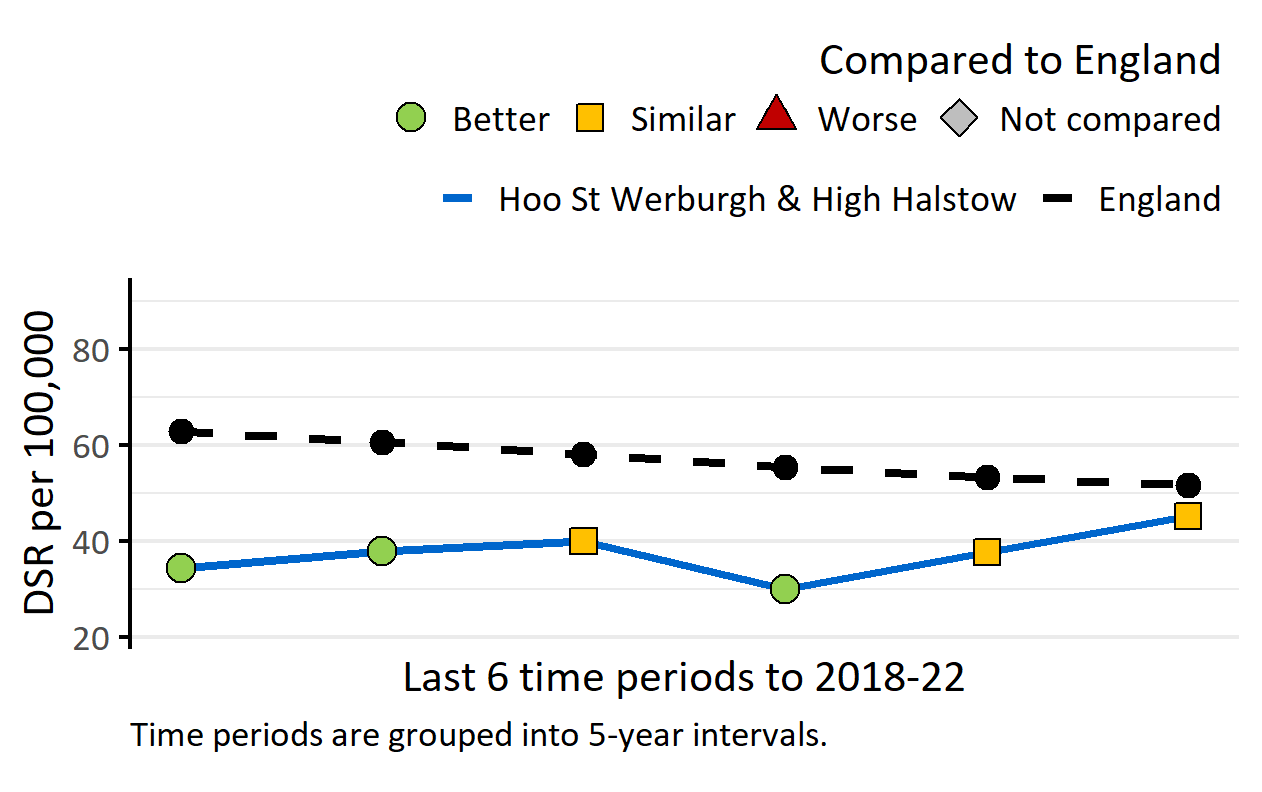 Compared to England
Better Similar Worse Not compared
Hoo St Werburgh & High Halstow England
DSR per 100,000
80
60
40
20
Last 6 time periods to 2018-22
Time periods are grouped into 5-year intervals.